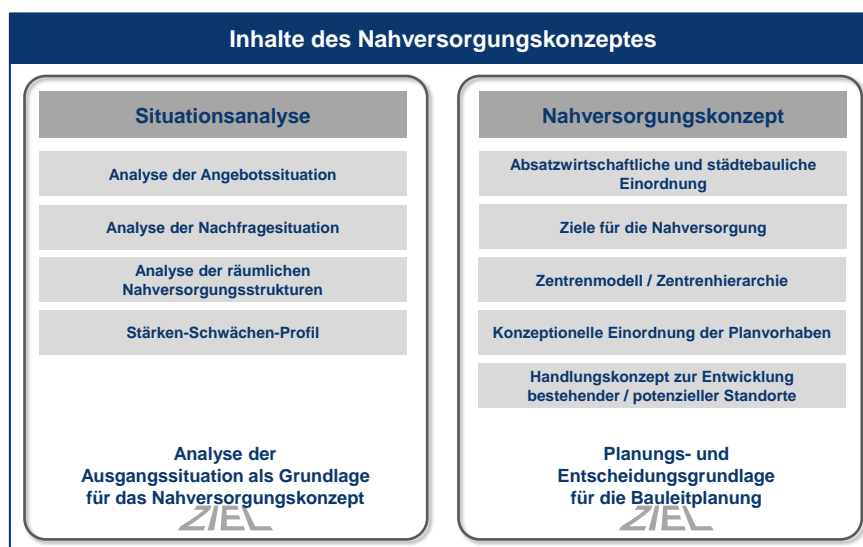 Inhalte des Nahversorgungskonzeptes
Situationsanalyse
Analyse der Angebotssituation
Analyse der Nachfragesituation
Analyse der räumlichen
Nahversorgungsstrukturen
Stärken-Schwächen-Profil
Analyse der
Ausgangssituation als Grundlage
für das Nahversorgungskonzept
ZIEL
Nahversorgungskonzept
Absatzwirtschaftliche und städtebauliche
Einordnung
Ziele für die Nahversorgung
Zentrenmodell / Zentrenhierarchie
Konzeptionelle Einordnung der Planvorhaben
Handlungskonzept zur Entwicklung
bestehender / potenzieller Standorte
Planungs- und
Entscheidungsgrundlage
für die Bauleitplanung
ZIEL